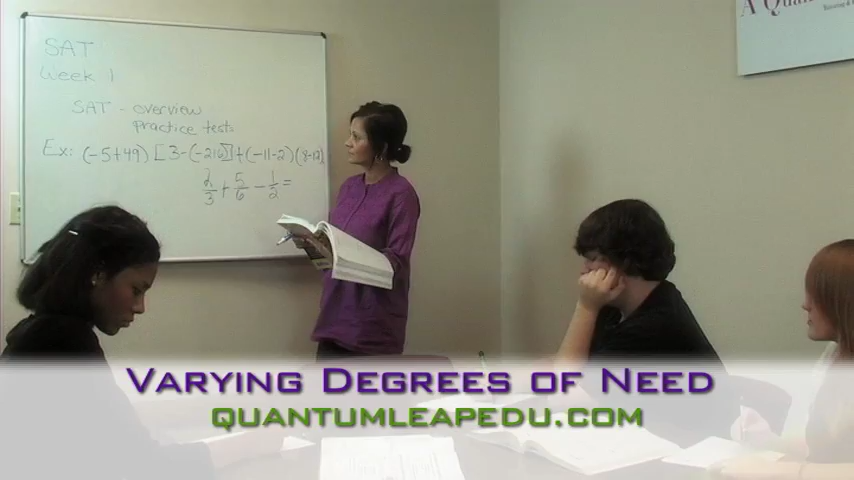 SAT
Week 1
SAT - overview
practice tests
Ex: (-5+49) [3-(-216)]+(-11-2)(8-12)
2/3 + 5/6 - 1/2 =
A Quan
Varying Degrees of Need
quantumleapedu.com